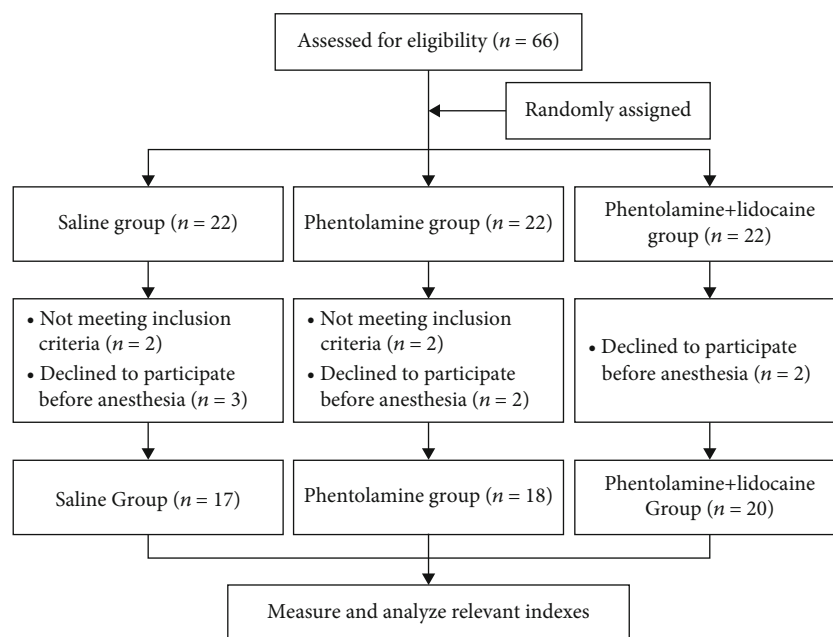 Assessed for eligibility (n = 66)
Randomly assigned
Saline group (n = 22)
Phentolamine group (n = 22)
Phentolamine+lidocaine
group (n = 22)
• Not meeting inclusion
criteria (n = 2)
• Declined to participate
before anesthesia (n = 3)
• Not meeting inclusion
criteria (n = 2)
• Declined to participate
before anesthesia (n = 2)
• Declined to participate
before anesthesia (n = 2)
Saline Group (n = 17)
Phentolamine group (n = 18)
Phentolamine+lidocaine
Group (n = 20)
Measure and analyze relevant indexes